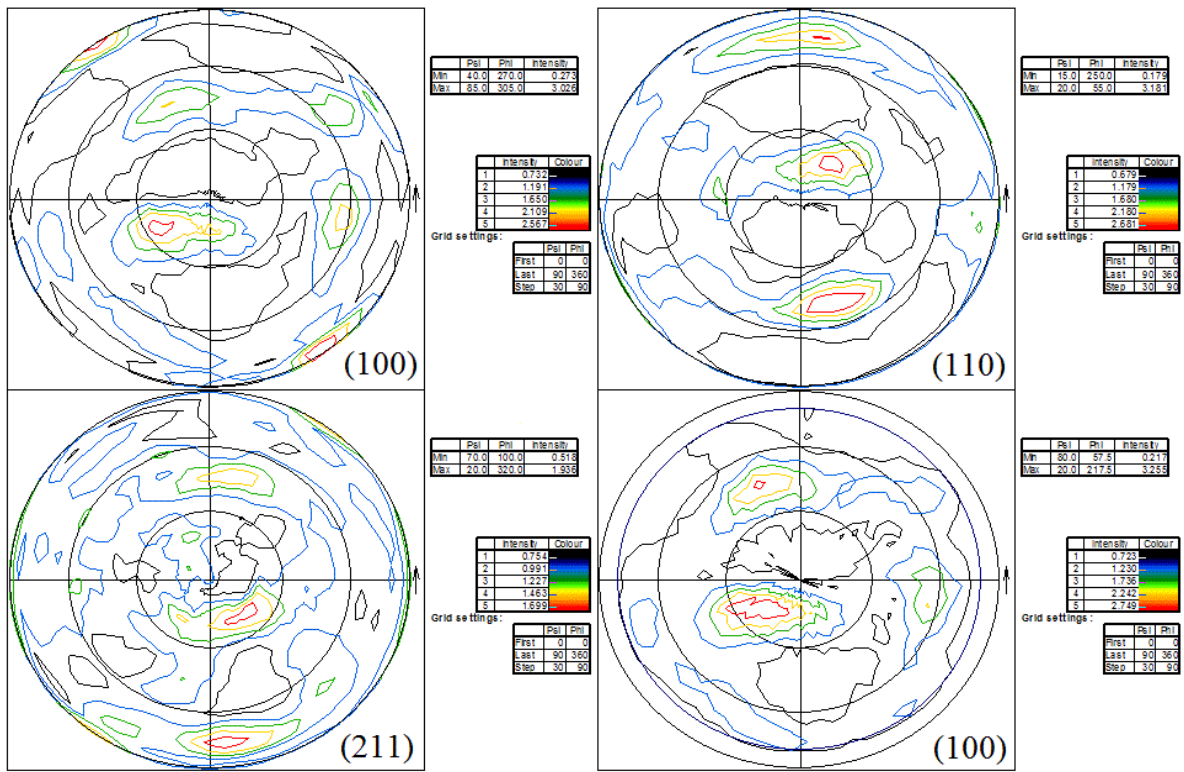 Psi Phi Intensity
Min 40.0 270.0 0.273
Max 85.0 305.0 3.026
Intensity Colour
1 0.732
2 1.191
3 1.650
4 2.109
5 2.567
Grid settings:
Psi Phi
First 0 0
Last 90 360
Step 30 90
(100)
Psi Phi Intensity
Min 15.0 250.0 0.179
Max 20.0 55.0 3.181
Intensity Colour
1 0.679
2 1.179
3 1.680
4 2.180
5 2.681
Grid settings:
Psi Phi
First 0 0
Last 90 360
Step 30 90
(110)
Psi Phi Intensity
Min 70.0 100.0 0.518
Max 20.0 320.0 1.936
Intensity Colour
1 0.754
2 0.991
3 1.227
4 1.463
5 1.699
Grid settings:
Psi Phi
First 0 0
Last 90 360
Step 30 90
(211)
Psi Phi Intensity
Min 80.0 57.5 0.217
Max 20.0 217.5 3.255
Intensity Colour
1 0.723
2 1.230
3 1.736
4 2.242
5 2.749
Grid settings:
Psi Phi
First 0 0
Last 90 360
Step 30 90
(100)